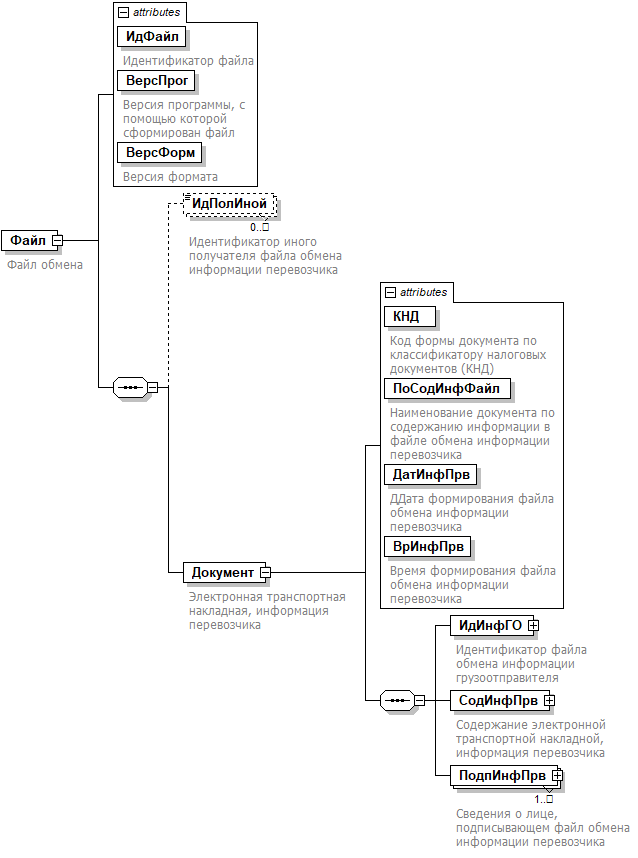 attributes
ИдФайл
Идентификатор файла
ВерсПрог
Версия программы, с
помощью которой
сформирован файл
ВерсФорм
Версия формата
Файл
Файл обмена
ИдПолИной
0..
Идентификатор иного
получателя файла обмена
информации перевозчика
attributes
КНД
Код формы документа по
классификатору налоговых
документов (КНД)
ПоСодИнфФайл
Наименование документа по
содержанию информации в
файле обмена информации
перевозчика
ДатИнфПрв
ДДата формирования файла
обмена информации
перевозчика
ВрИнфПрв
Время формирования файла
обмена информации
перевозчика
Документ
Электронная транспортная
накладная, информация
перевозчика
ИдИнфГО
Идентификатор файла
обмена информации
грузоотправителя
СодИнфПрв
Содержание электронной
транспортной накладной,
информация перевозчика
ПодпИнфПрв
1..
Сведения о лице,
подписывающем файл обмена
информации перевозчика